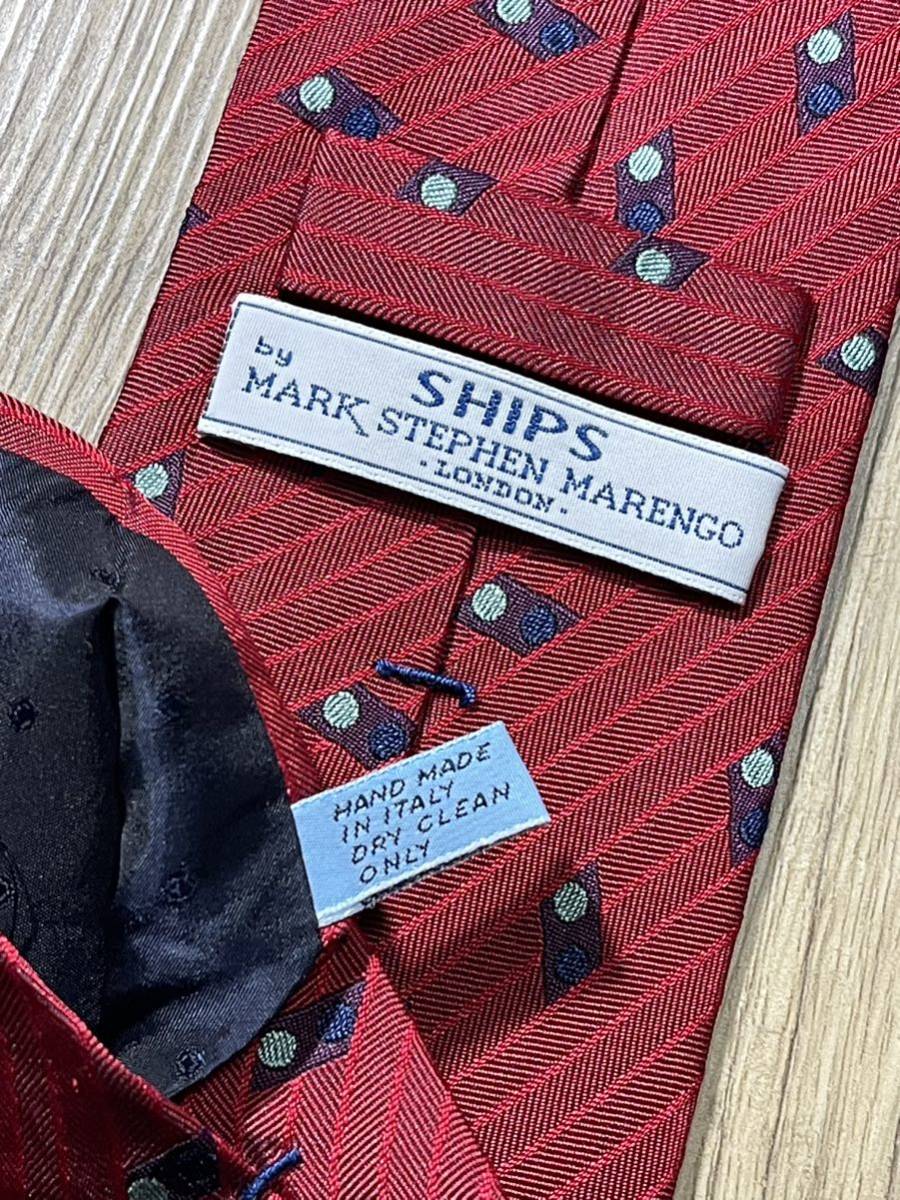 SHIPS
by
MARK STEPHEN MARENGO
·LONDON·
HAND MADE
IN ITALY
DRY CLEAN
ONLY